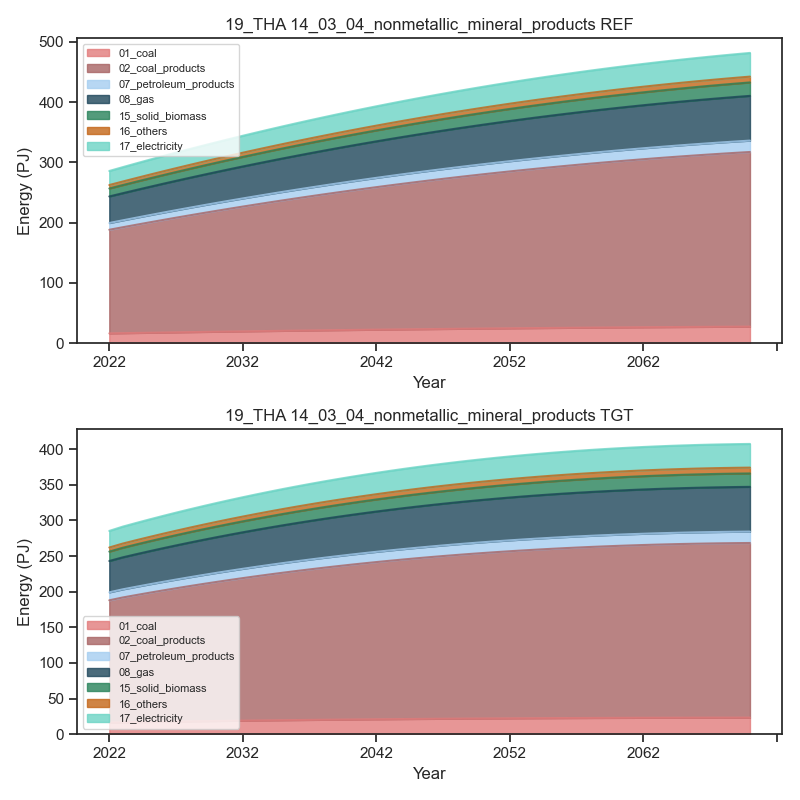 19_THA 14_03_04_nonmetallic_mineral_products REF
500
400
300
200
100
0
Energy (PJ)
01_coal
02_coal_products
07_petroleum_products
08_gas
15_solid_biomass
16_others
17_electricity
2022 2032 2042 2052 2062
Year
19_THA 14_03_04_nonmetallic_mineral_products TGT
400
350
300
250
200
150
100
50
0
Energy (PJ)
01_coal
02_coal_products
07_petroleum_products
08_gas
15_solid_biomass
16_others
17_electricity
2022 2032 2042 2052 2062
Year